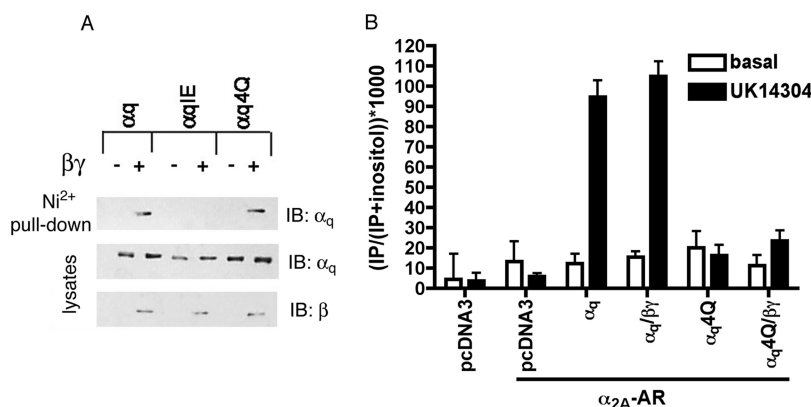 A
αq
αqIE
αq4Q
βγ
- + - + - +
Ni2+
pull-down
IB: αq
lysates
IB: αq
IB: β
B
(IP/(IP+inositol))*1000
120
110
100
90
80
70
60
50
40
30
20
10
0
basal
UK14304
pcDNA3
pcDNA3
αq
αq/βγ
αq4Q
αq4Q/βγ
α2A-AR